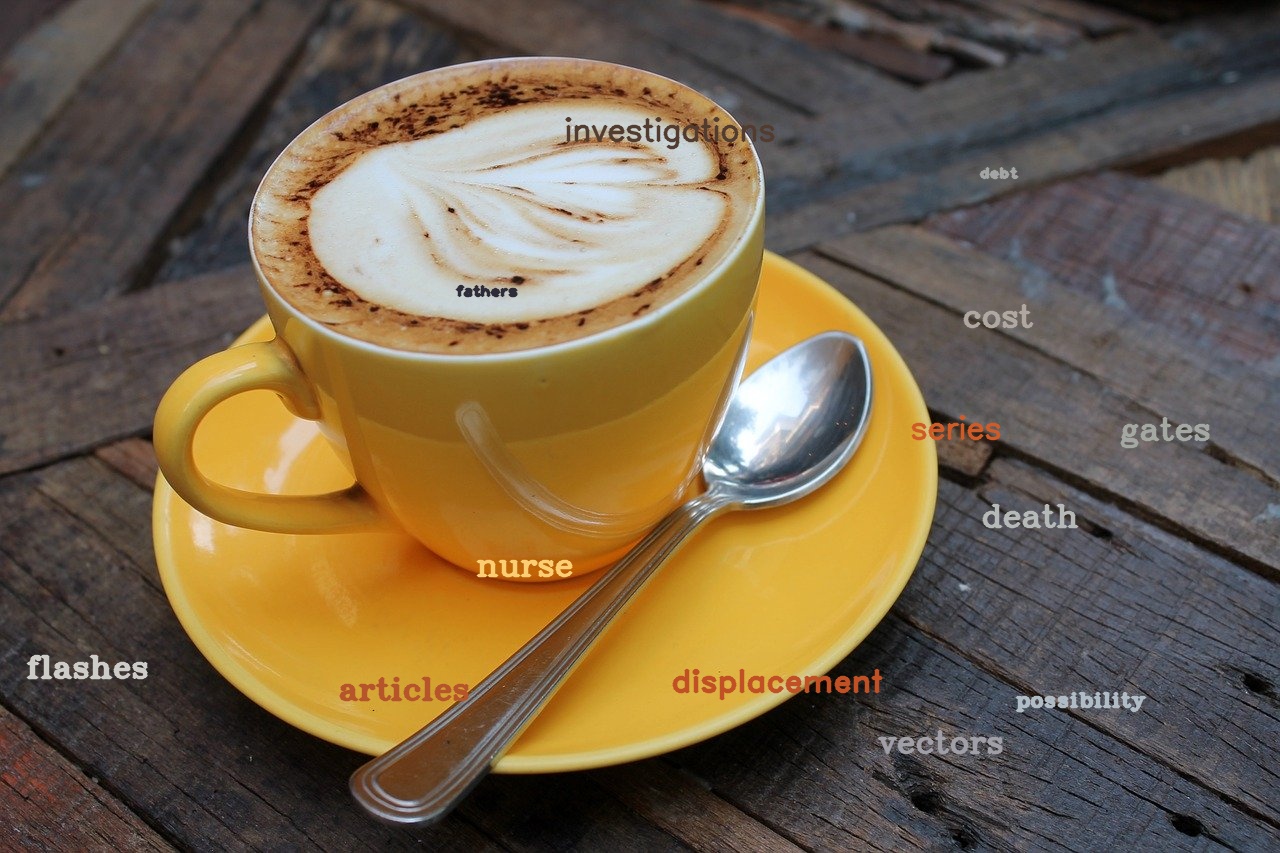 investigations
debt
fathers
cost
series
gates
death
nurse
flashes
articles
displacement
possibility
vectors